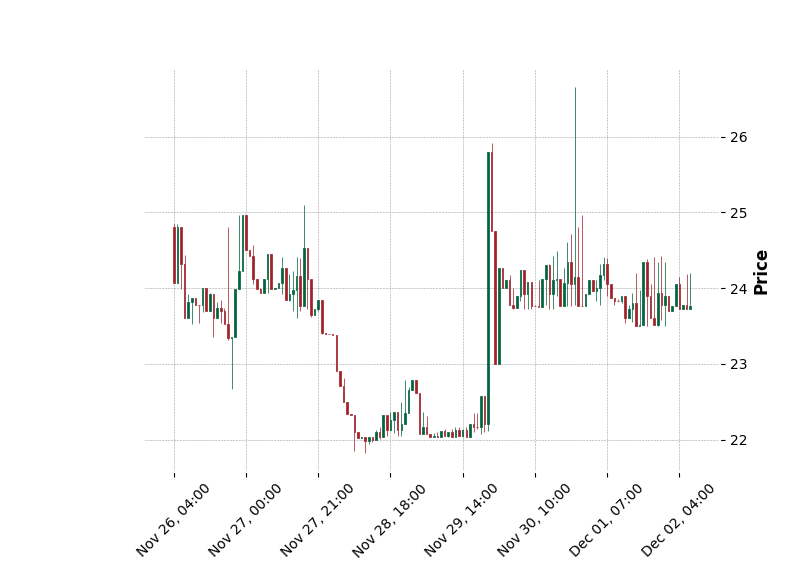 26
25
24
23
22
Price
Nov 26, 04:00
Nov 27, 00:00
Nov 27, 21:00
Nov 28, 18:00
Nov 29, 14:00
Nov 30, 10:00
Dec 01, 07:00
Dec 02, 04:00